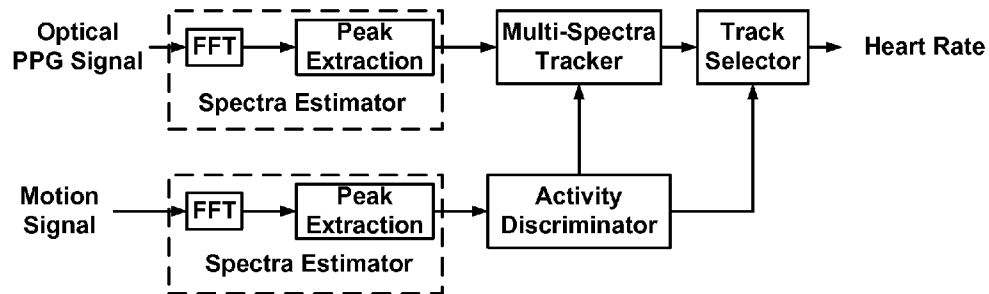 Optical
PPG Signal
FFT
Peak
Extraction
Spectra Estimator
Multi-Spectra
Tracker
Track
Selector
Heart Rate
Motion
Signal
FFT
Peak
Extraction
Spectra Estimator
Activity
Discriminator